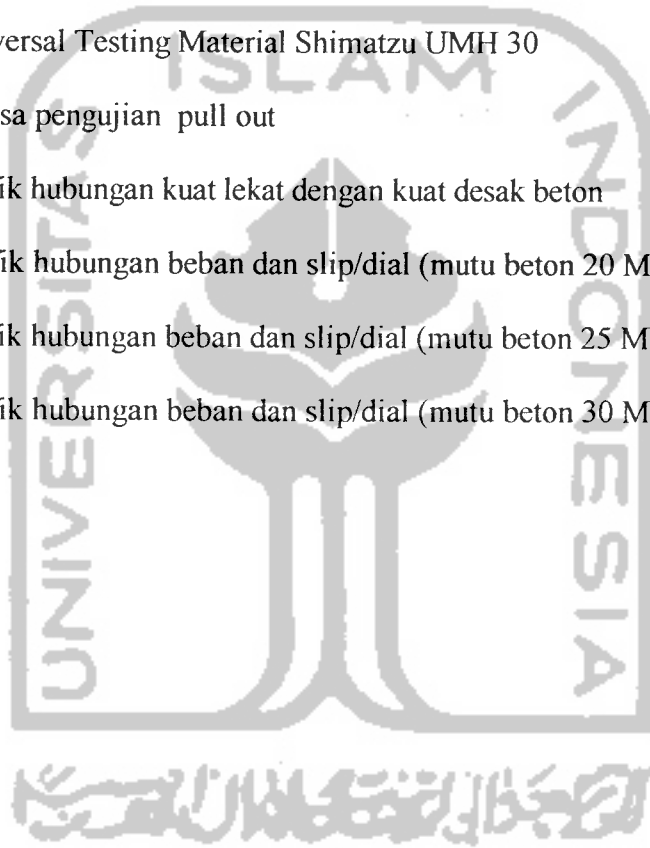 versal Testing Material Shimatzu UMH 30
ISLAM
sa pengujian pull out
ik hubungan kuat lekat dengan kuat desak beton
ik hubungan beban dan slip/dial (mutu beton 20 M
ik hubungan beban dan slip/dial (mutu beton 25 M
ik hubungan beban dan slip/dial (mutu beton 30 M
UNIVERSITAS
INDONESIA